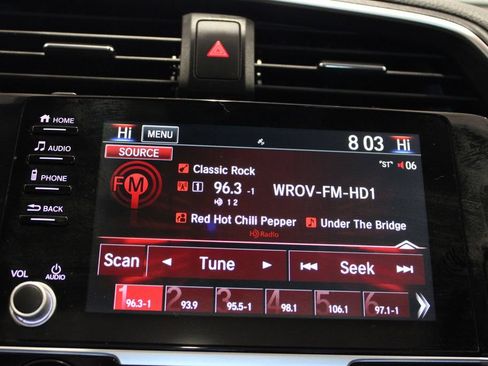 HOME
AUDIO
PHONE
BACK
VOL AUDIO
Hi MENU 8 03 Hi
SOURCE "ST" 06
Classic Rock
FM 1 96.3 -1 WROV-FM-HD1
HD 1 2
Red Hot Chili Pepper Under The Bridge
HD Radio
Scan Tune Seek
1 2 3 4 5 6
96.3-1 93.9 95.5-1 98.1 106.1 97.1-1